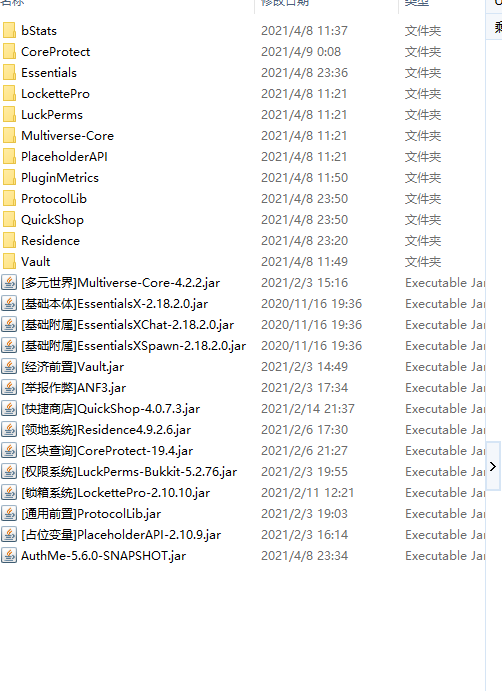 名称 修改日期 类型
bStats 2021/4/8 11:37 文件夹
CoreProtect 2021/4/9 0:08 文件夹
Essentials 2021/4/8 23:36 文件夹
LockettePro 2021/4/8 11:21 文件夹
LuckPerms 2021/4/8 11:21 文件夹
Multiverse-Core 2021/4/8 11:21 文件夹
PlaceholderAPI 2021/4/8 11:21 文件夹
PluginMetrics 2021/4/8 11:50 文件夹
ProtocolLib 2021/4/8 23:50 文件夹
QuickShop 2021/4/8 23:50 文件夹
Residence 2021/4/8 23:20 文件夹
Vault 2021/4/8 11:49 文件夹
[多元世界]Multiverse-Core-4.2.2.jar 2021/2/3 15:16 Executable Jar
[基础本体]EssentialsX-2.18.2.0.jar 2020/11/16 19:36 Executable Jar
[基础附属]EssentialsXChat-2.18.2.0.jar 2020/11/16 19:36 Executable Jar
[基础附属]EssentialsXSpawn-2.18.2.0.jar 2020/11/16 19:36 Executable Jar
[经济前置]Vault.jar 2021/2/3 14:49 Executable Jar
[举报作弊]ANF3.jar 2021/2/3 17:34 Executable Jar
[快捷商店]QuickShop-4.0.7.3.jar 2021/2/14 21:37 Executable Jar
[领地系统]Residence4.9.2.6.jar 2021/2/6 17:30 Executable Jar
[区块查询]CoreProtect-19.4.jar 2021/2/6 21:27 Executable Jar
[权限系统]LuckPerms-Bukkit-5.2.76.jar 2021/2/3 19:55 Executable Jar
[锁箱系统]LockettePro-2.10.10.jar 2021/2/11 12:21 Executable Jar
[通用前置]ProtocolLib.jar 2021/2/3 19:03 Executable Jar
[占位变量]PlaceholderAPI-2.10.9.jar 2021/2/3 16:14 Executable Jar
AuthMe-5.6.0-SNAPSHOT.jar 2021/4/8 23:34 Executable Jar